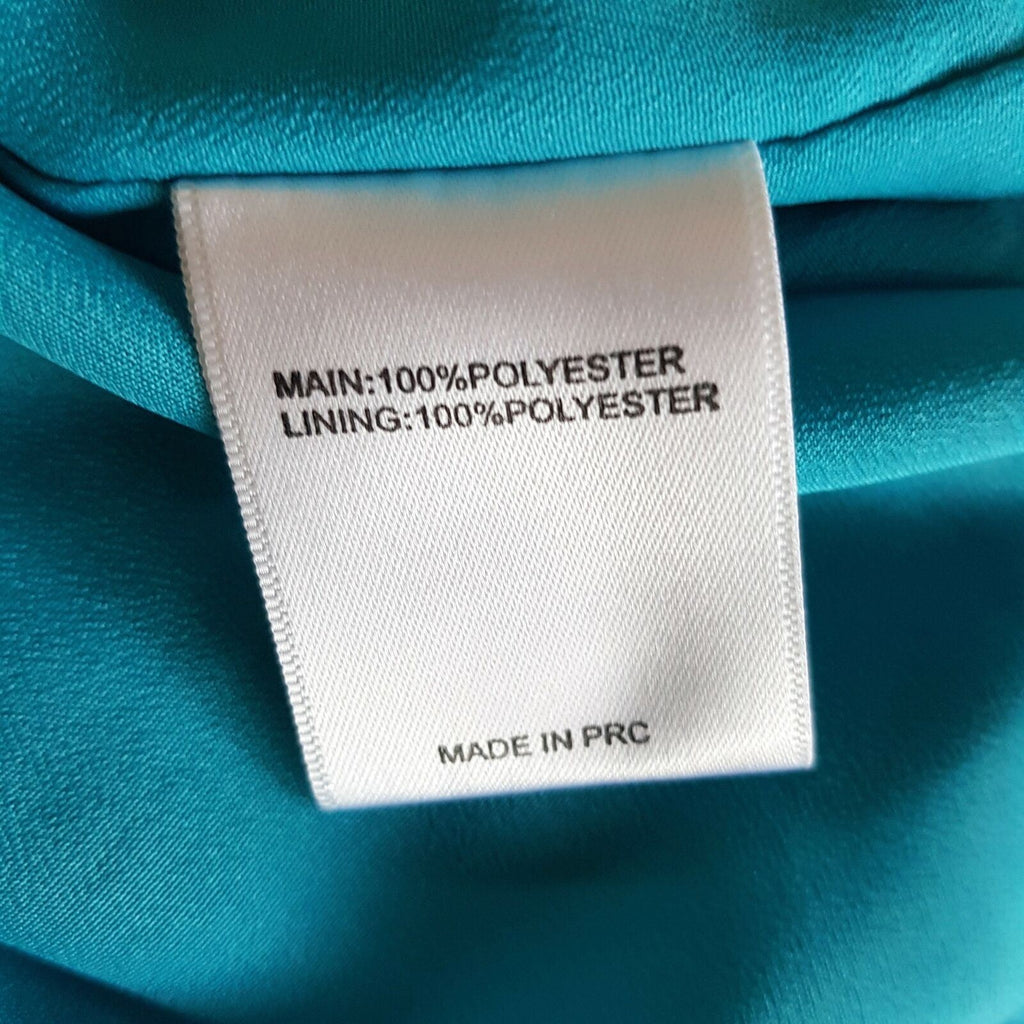 MAIN:100%POLYESTER
LINING:100%POLYESTER
MADE IN PRC